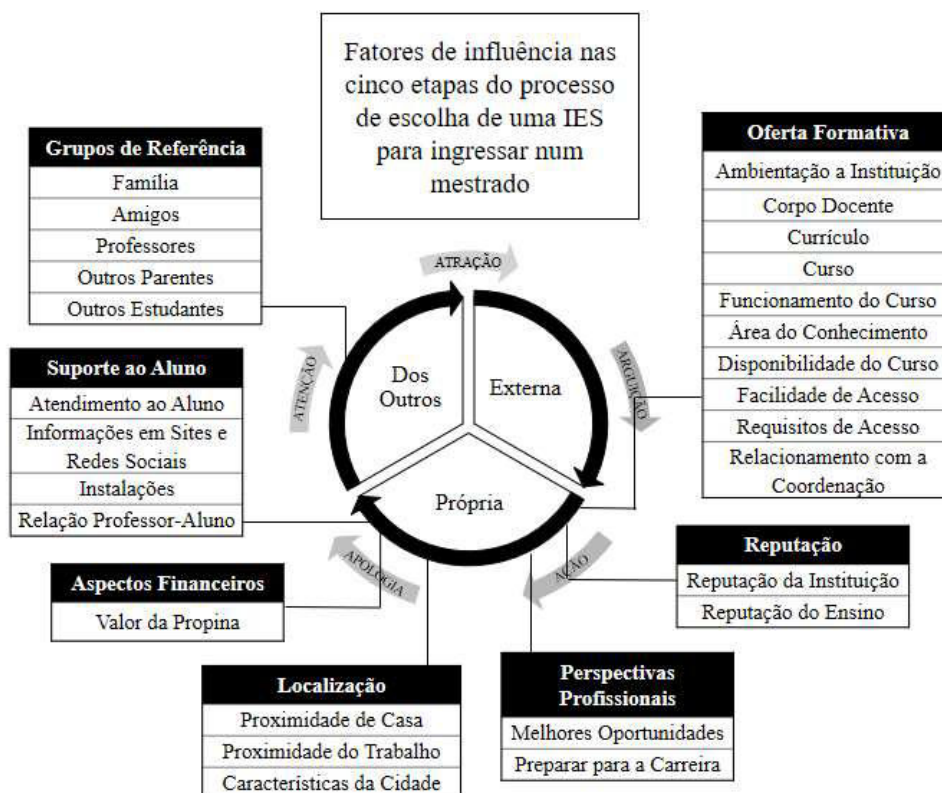 Fatores de influência nas
cinco etapas do processo
de escolha de uma IES
para ingressar num
mestrado
Grupos de Referência
Família
Amigos
Professores
Outros Parentes
Outros Estudantes
Suporte ao Aluno
Atendimento ao Aluno
Informações em Sites e
Redes Sociais
Instalações
Relação Professor-Aluno
Aspectos Financeiros
Valor da Propina
Localização
Proximidade de Casa
Proximidade do Trabalho
Características da Cidade
ATRAÇÃO
ATENÇÃO
Dos
Outros
Externa
ARGUIÇÃO
Própria
APOLOGIA
AÇÃO
Oferta Formativa
Ambientação a Instituição
Corpo Docente
Currículo
Curso
Funcionamento do Curso
Área do Conhecimento
Disponibilidade do Curso
Facilidade de Acesso
Requisitos de Acesso
Relacionamento com a
Coordenação
Reputação
Reputação da Instituição
Reputação do Ensino
Perspectivas
Profissionais
Melhores Oportunidades
Preparar para a Carreira